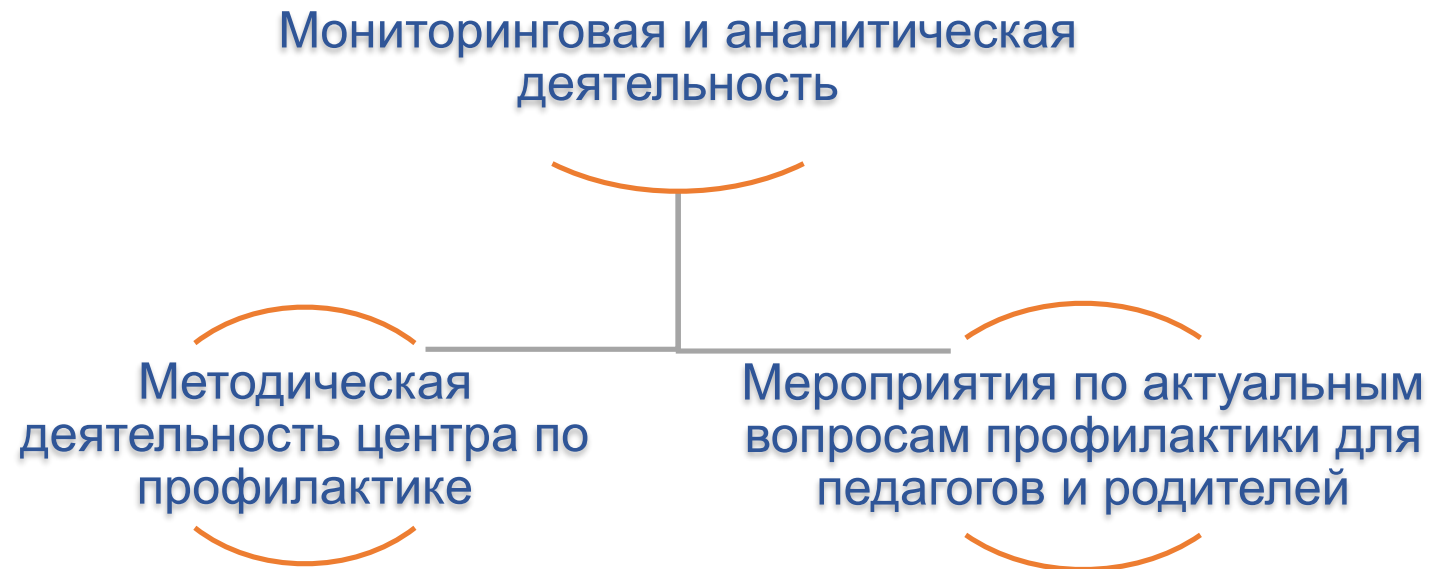 Мониторинговая и аналитическая
деятельность
Методическая
деятельность центра по
профилактике
Мероприятия по актуальным
вопросам профилактики для
педагогов и родителей